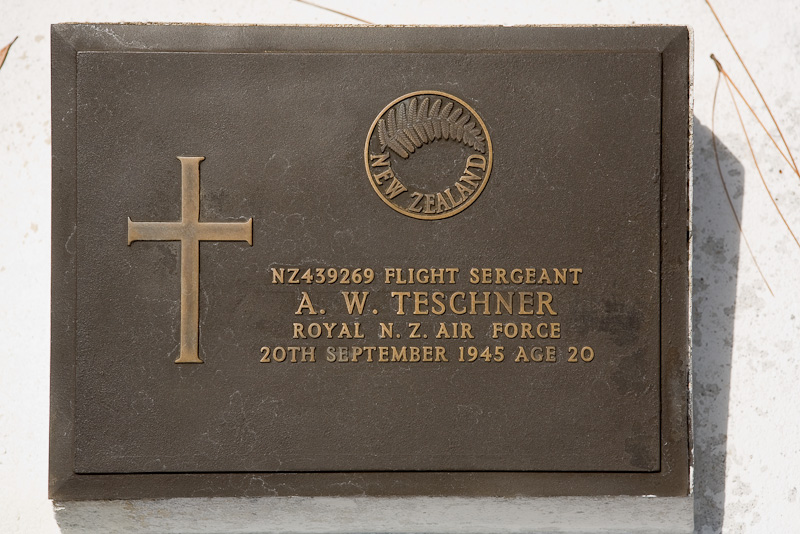 NEW ZEALAND
NZ439269 FLIGHT SERGEANT
A. W. TESCHNER
ROYAL N. Z. AIR FORCE
20TH SEPTEMBER 1945 AGE 20